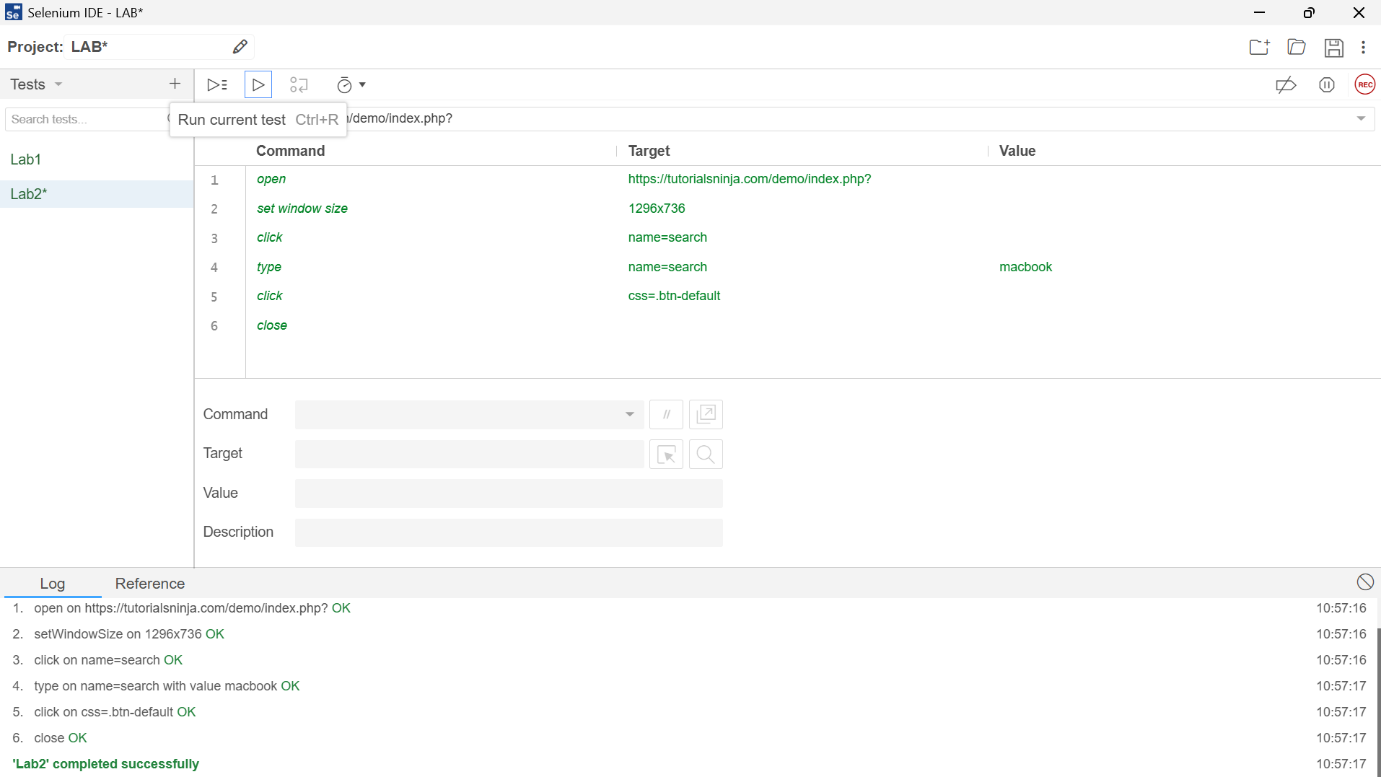 Selenium IDE - LAB*
Project: LAB*
Tests
Search tests...
Run current test Ctrl+R
/demo/index.php?
Command Target Value
Lab1
Lab2*
1 open https://tutorialsninja.com/demo/index.php?
2 set window size 1296x736
3 click name=search
4 type name=search macbook
5 click css=.btn-default
6 close
Command
//
Target
Value
Description
REC
Log Reference
1. open on https://tutorialsninja.com/demo/index.php? OK 10:57:16
2. setWindowSize on 1296x736 OK 10:57:16
3. click on name=search OK 10:57:16
4. type on name=search with value macbook OK 10:57:17
5. click on css=.btn-default OK 10:57:17
6. close OK 10:57:17
'Lab2' completed successfully 10:57:17